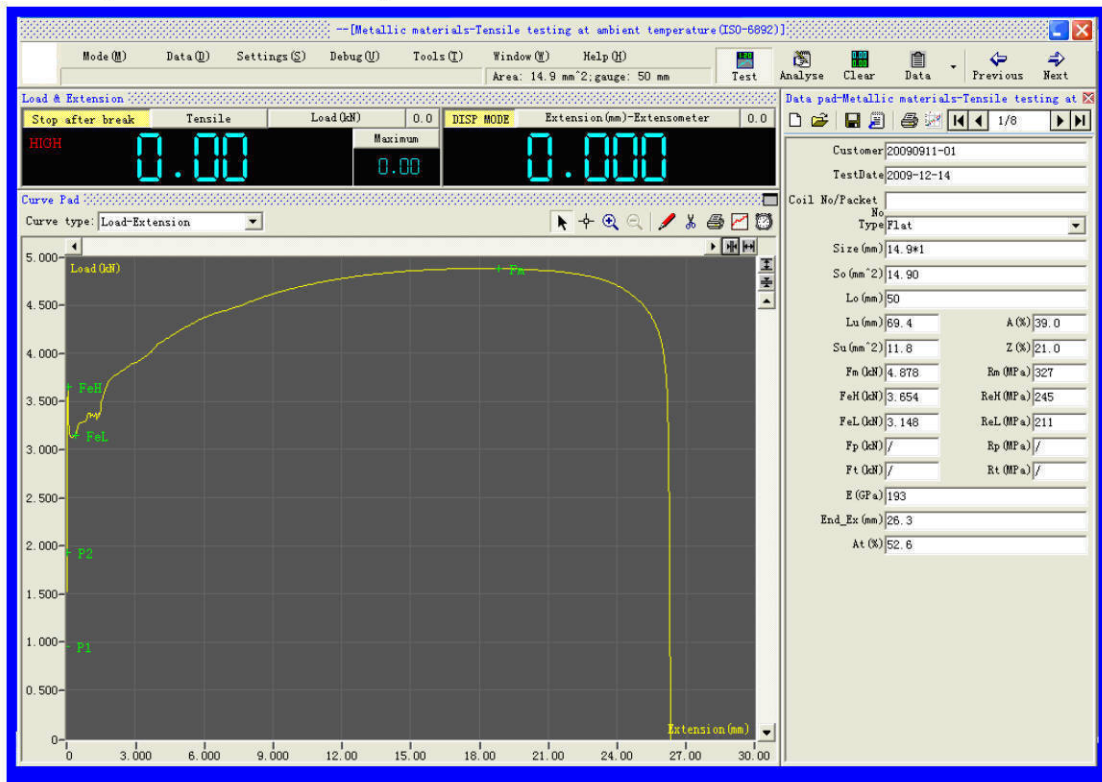 --[Metallic materials-Tensile testing at ambient temperature(ISO-6892)]
Mode(M) Data(D) Settings(S) Debug(U) Tools(T) Window(W) Help(H)
Area: 14.9 mm^2;gauge: 50 mm
Test Analyse Clear Data Previous Next
Load & Extension
Stop after break Tensile Load(kN) 0.0 DISP MODE Extension(mm)-Extensometer 0.0
HIGH 0.00 Maximum 0.00 0.000
Curve Pad
Curve type: Load-Extension
Load(kN)
5.000
4.500
4.000
3.500
3.000
2.500
2.000
1.500
1.000
0.500
0
Fm
FeH
FeL
P2
P1
Extension(mm)
0 3.000 6.000 9.000 12.00 15.00 18.00 21.00 24.00 27.00 30.00
Data pad-Metallic materials-Tensile testing at
1/8
Customer 20090911-01
TestDate 2009-12-14
Coil No/Packet No
Type Flat
Size(mm) 14.9*1
So(mm^2) 14.90
Lo(mm) 50
Lu(mm) 69.4 A(%) 39.0
Su(mm^2) 11.8 Z(%) 21.0
Fm(kN) 4.878 Rm(MPa) 327
FeH(kN) 3.654 ReH(MPa) 245
FeL(kN) 3.148 ReL(MPa) 211
Fp(kN) / Rp(MPa) /
Ft(kN) / Rt(MPa) /
E(GPa) 193
End_Ex(mm) 26.3
At(%) 52.6